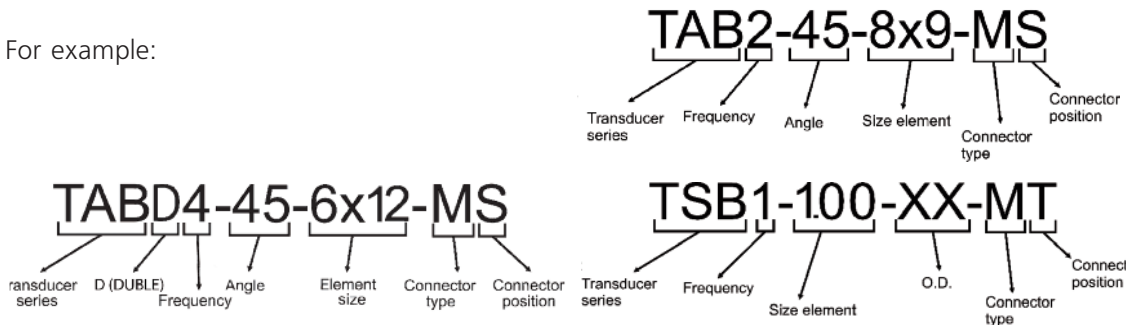 For example:
TAB2-45-8x9-MS
Transducer series
Frequency
Angle
Size element
Connector type
Connector position
TABD4-45-6x12-MS
ransducer series
D (DUBLE)
Frequency
Angle
Element size
Connector type
Connector position
TSB1-1.00-XX-MT
Transducer series
Frequency
Size element
O.D.
Connector type
Connect position